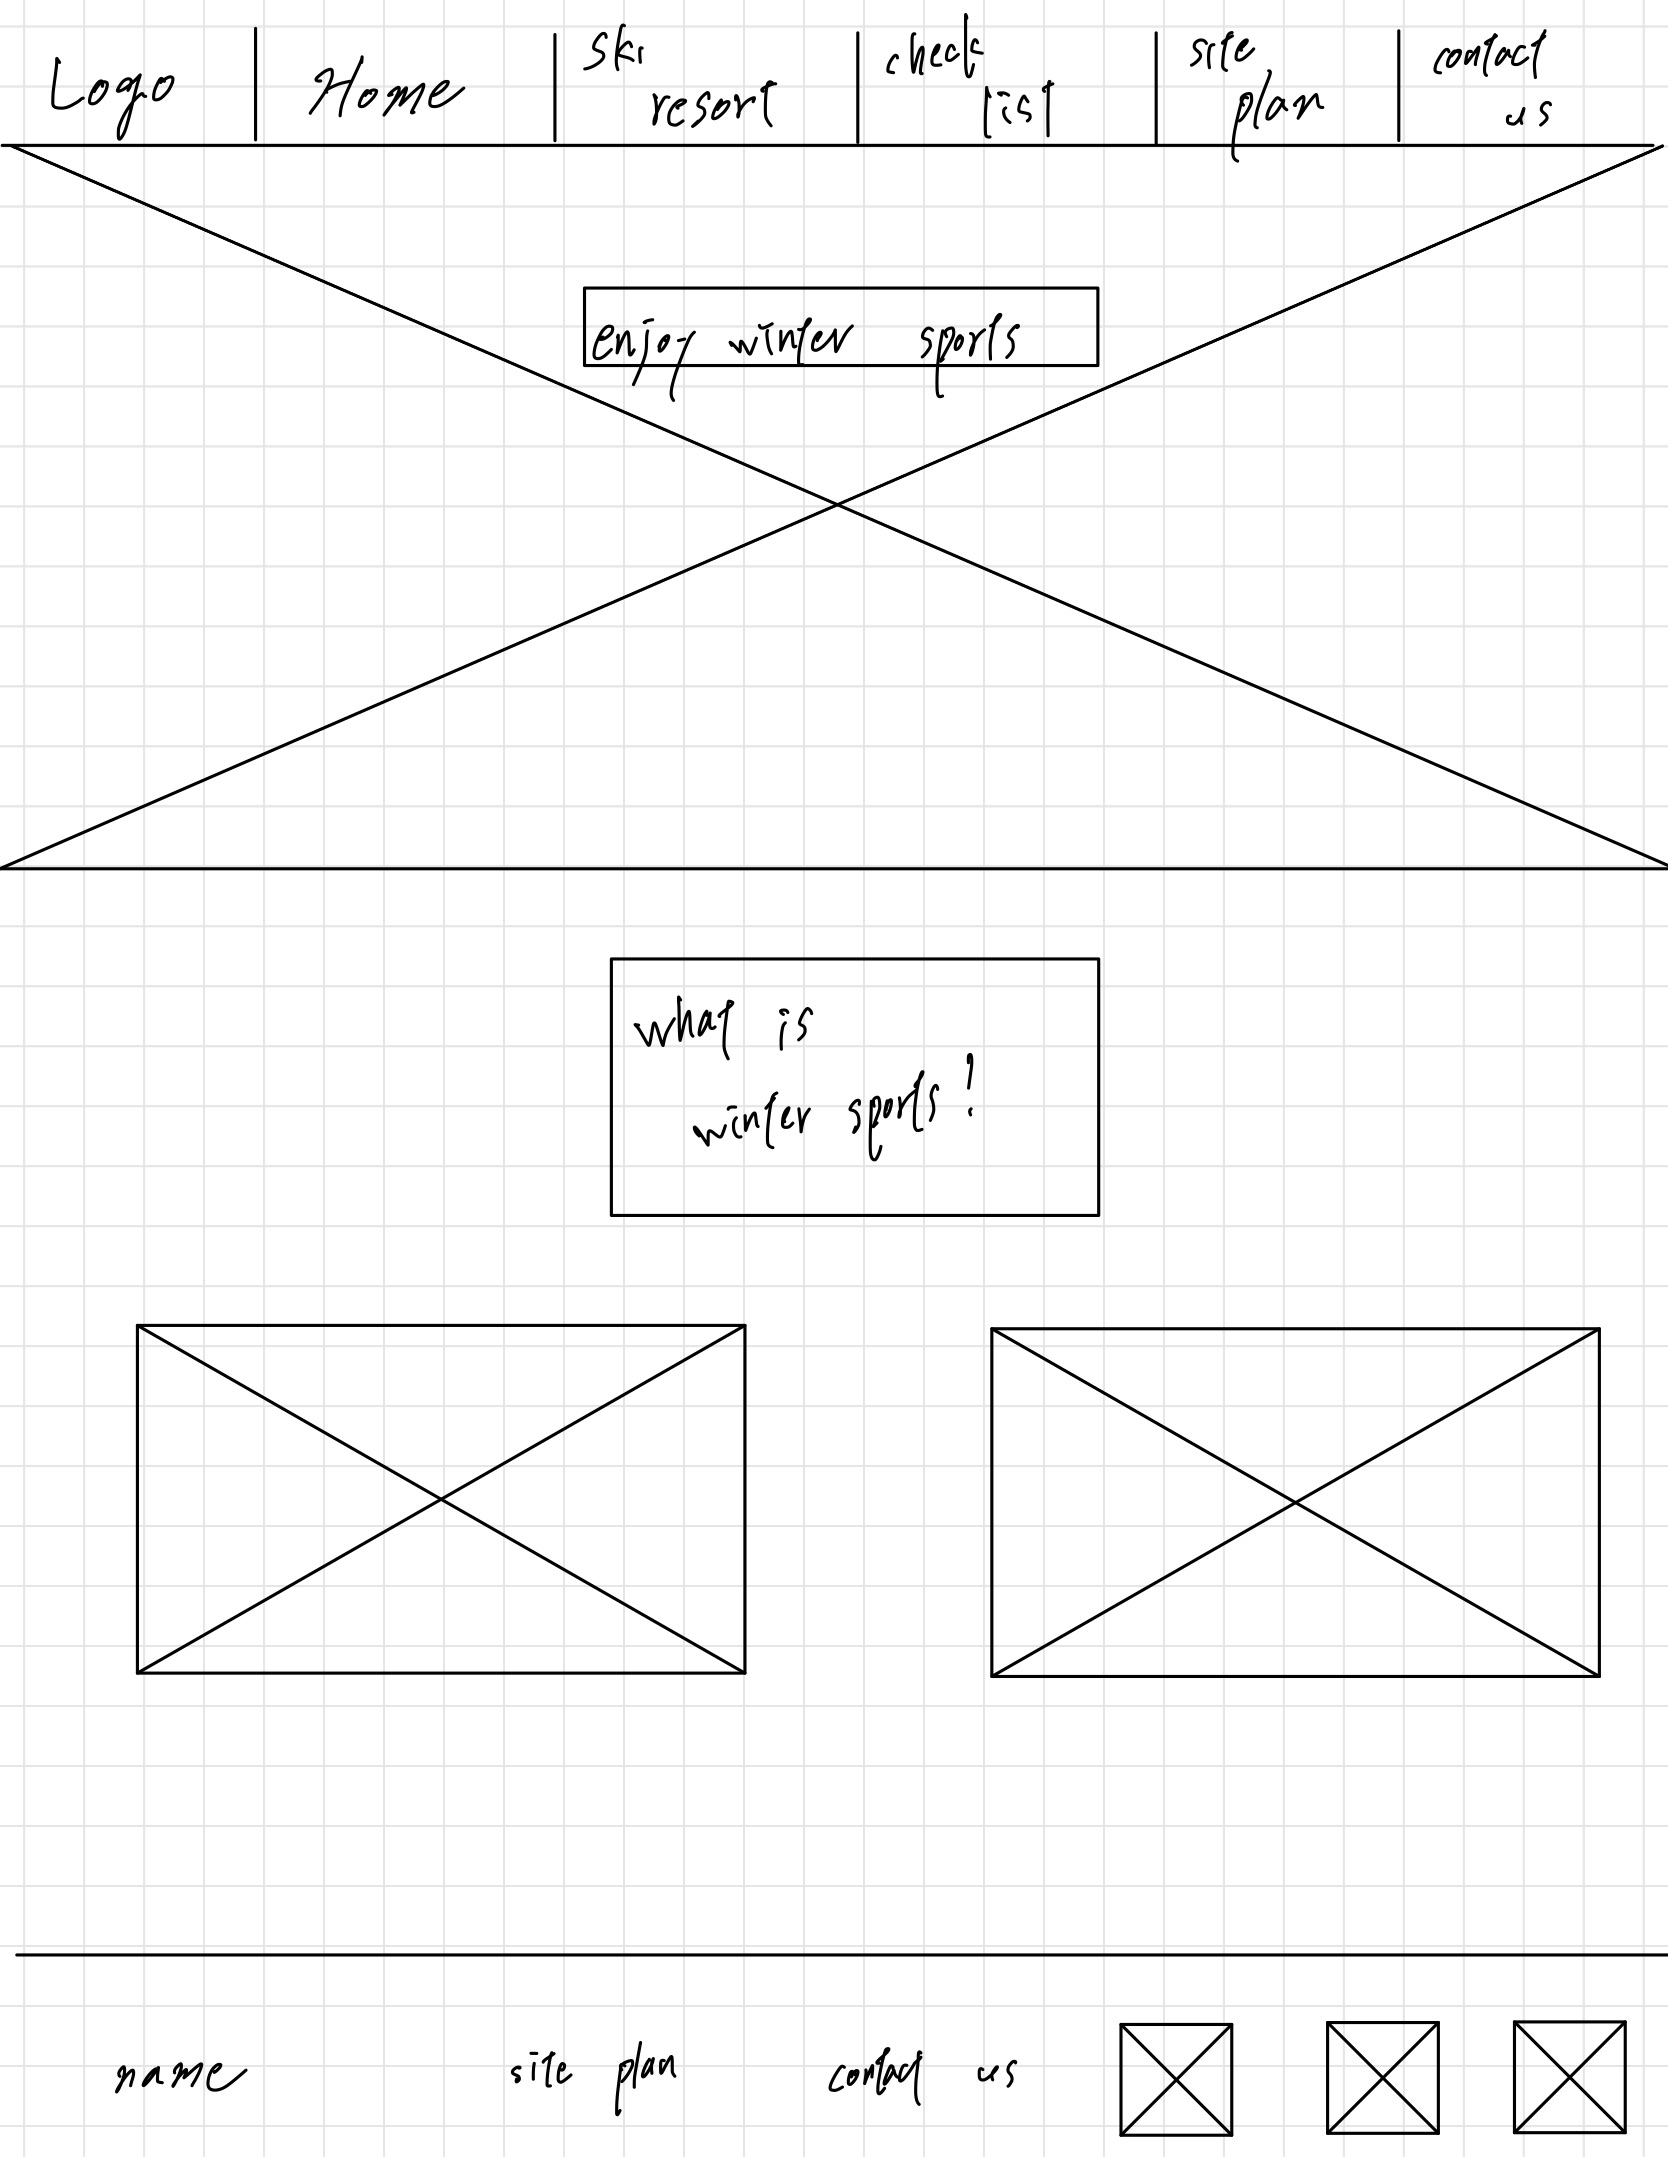 Logo
Home
Ski
resort
check
list
site
plan
contact
us
enjoy winter sports
what is
winter sports!
name
site plan
contact us